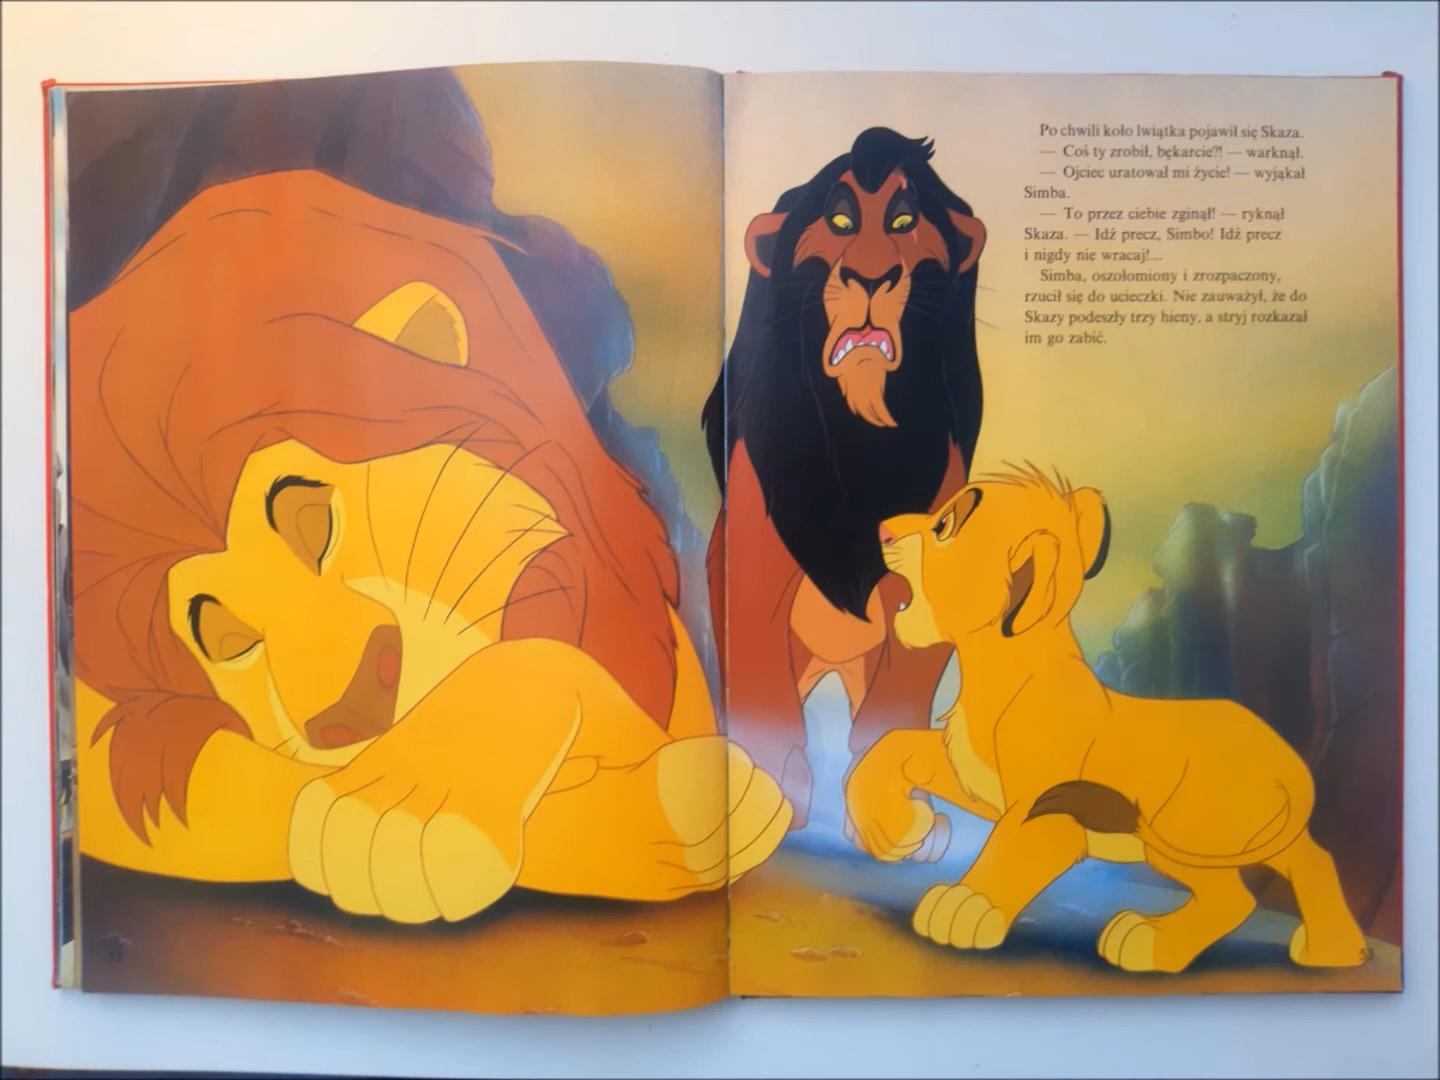 Po chwili koło lwiątka pojawił się Skaza.
— Coś ty zrobił, bękarcie?! — warknął.
— Ojciec uratował mi życie! — wyjąkał
Simba.
— To przez ciebie zginął! — ryknął
Skaza. — Idź precz, Simbo! Idź precz
i nigdy nie wracaj!...
Simba, oszołomiony i zrozpaczony,
rzucił się do ucieczki. Nie zauważył, że do
Skazy podeszły trzy hieny, a stryj rozkazał
im go zabić.
53